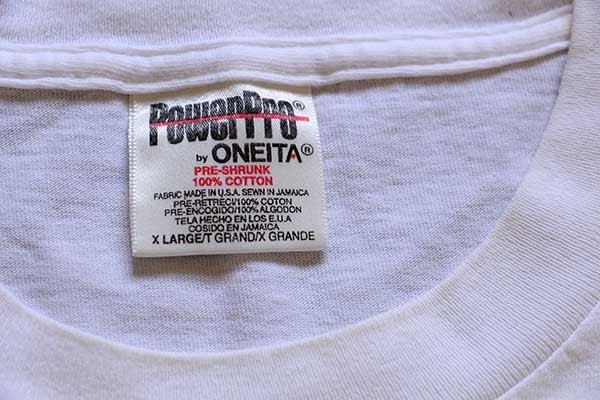 PowerPro®
by ONEITA®
PRE-SHRUNK
100% COTTON
FABRIC MADE IN U.S.A. SEWN IN JAMAICA
PRE-RETRECI/100% COTON
PRE-ENCOGIDO/100% ALGODON
TELA HECHO EN LOS E.U.A
COSIDO EN JAMAICA
X LARGE/T GRAND/X GRANDE